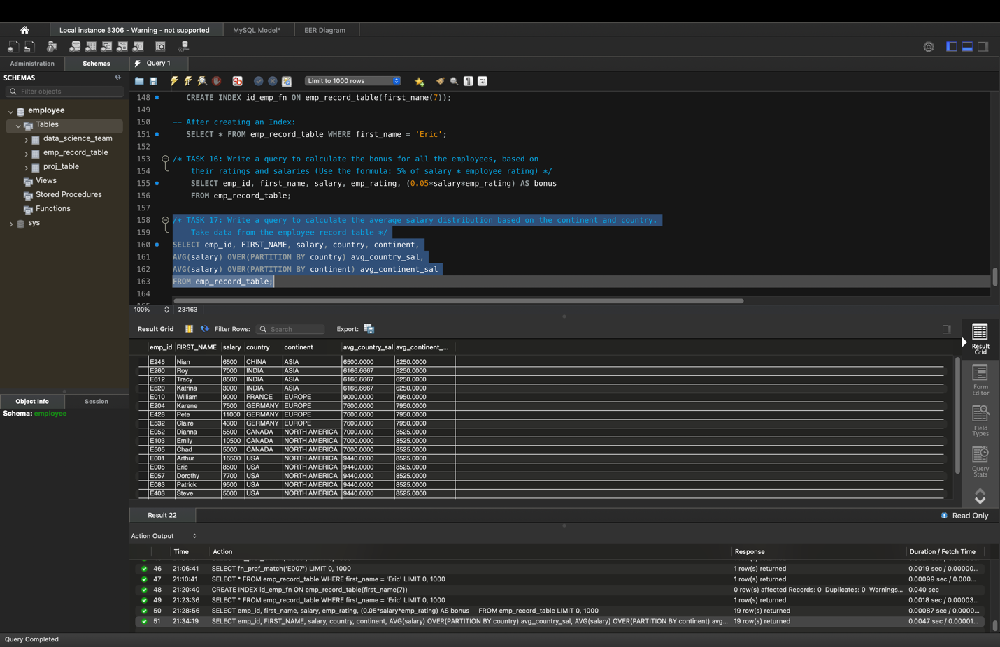 Local instance 3306 - Warning - not supported
MySQL Model*
EER Diagram
Administration
Schemas
Query 1
SCHEMAS
Filter objects
employee
Tables
data_science_team
emp_record_table
proj_table
Views
Stored Procedures
Functions
sys
Limit to 1000 rows
148 CREATE INDEX id_emp_fn ON emp_record_table(first_name(7));
149
150 -- After creating an Index:
151 SELECT * FROM emp_record_table WHERE first_name = 'Eric';
152
153 /* TASK 16: Write a query to calculate the bonus for all the employees, based on
154 their ratings and salaries (Use the formula: 5% of salary * employee rating) */
155 SELECT emp_id, first_name, salary, emp_rating, (0.05*salary*emp_rating) AS bonus
156 FROM emp_record_table;
157
158 /* TASK 17: Write a query to calculate the average salary distribution based on the continent and country.
159 Take data from the employee record table */
160 SELECT emp_id, FIRST_NAME, salary, country, continent,
161 AVG(salary) OVER(PARTITION BY country) avg_country_sal,
162 AVG(salary) OVER(PARTITION BY continent) avg_continent_sal
163 FROM emp_record_table;
164
100% 23:163
Result Grid Filter Rows: Search Export:
emp_id FIRST_NAME salary country continent avg_country_sal avg_continent_...
E245 Nian 6500 CHINA ASIA 6500.0000 6250.0000
E260 Roy 7000 INDIA ASIA 6166.6667 6250.0000
E612 Tracy 8500 INDIA ASIA 6166.6667 6250.0000
E620 Katrina 3000 INDIA ASIA 6166.6667 6250.0000
E010 William 9000 FRANCE EUROPE 9000.0000 7950.0000
E204 Karene 7500 GERMANY EUROPE 7600.0000 7950.0000
E428 Pete 11000 GERMANY EUROPE 7600.0000 7950.0000
E532 Claire 4300 GERMANY EUROPE 7600.0000 7950.0000
E052 Dianna 5500 CANADA NORTH AMERICA 7000.0000 8525.0000
E103 Emily 10500 CANADA NORTH AMERICA 7000.0000 8525.0000
E505 Chad 5000 CANADA NORTH AMERICA 7000.0000 8525.0000
E001 Arthur 16500 USA NORTH AMERICA 9440.0000 8525.0000
E005 Eric 8500 USA NORTH AMERICA 9440.0000 8525.0000
E057 Dorothy 7700 USA NORTH AMERICA 9440.0000 8525.0000
E083 Patrick 9500 USA NORTH AMERICA 9440.0000 8525.0000
E403 Steve 5000 USA NORTH AMERICA 9440.0000 8525.0000
Result
Grid
Form
Editor
Field
Types
Query
Stats
Object Info
Session
Schema: employee
Result 22
Read Only
Action Output
Time Action Response Duration / Fetch Time
46 21:06:41 SELECT fn_prof_match('E007') LIMIT 0, 1000 1 row(s) returned 0.0019 sec / 0.00000...
47 21:10:41 SELECT * FROM emp_record_table WHERE first_name = 'Eric' LIMIT 0, 1000 1 row(s) returned 0.00099 sec / 0.000...
48 21:20:40 CREATE INDEX id_emp_fn ON emp_record_table(first_name(7)) 0 row(s) affected Records: 0 Duplicates: 0 Warnings... 0.040 sec
49 21:23:36 SELECT * FROM emp_record_table WHERE first_name = 'Eric' LIMIT 0, 1000 1 row(s) returned 0.0018 sec / 0.00003...
50 21:28:56 SELECT emp_id, first_name, salary, emp_rating, (0.05*salary*emp_rating) AS bonus FROM emp_record_table LIMIT 0, 1000 19 row(s) returned 0.00087 sec / 0.0000...
51 21:34:19 SELECT emp_id, FIRST_NAME, salary, country, continent, AVG(salary) OVER(PARTITION BY country) avg_country_sal, AVG(salary) OVER(PARTITION BY continent) avg... 19 row(s) returned 0.0047 sec / 0.00001...
Query Completed